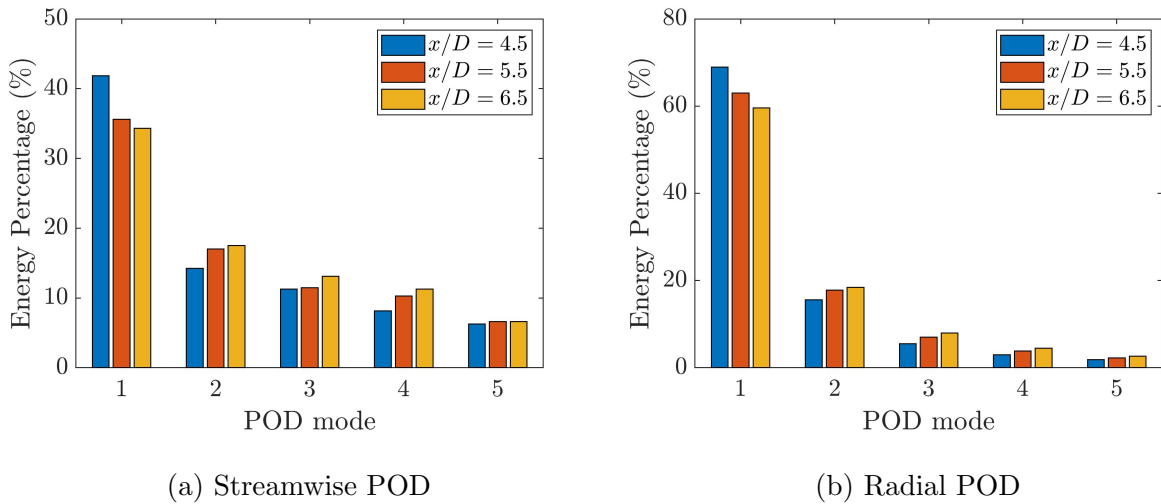 50
40
30
20
10
0
Energy Percentage (%)
x/D = 4.5
x/D = 5.5
x/D = 6.5
1 2 3 4 5
POD mode
(a) Streamwise POD
80
60
40
20
0
Energy Percentage (%)
x/D = 4.5
x/D = 5.5
x/D = 6.5
1 2 3 4 5
POD mode
(b) Radial POD